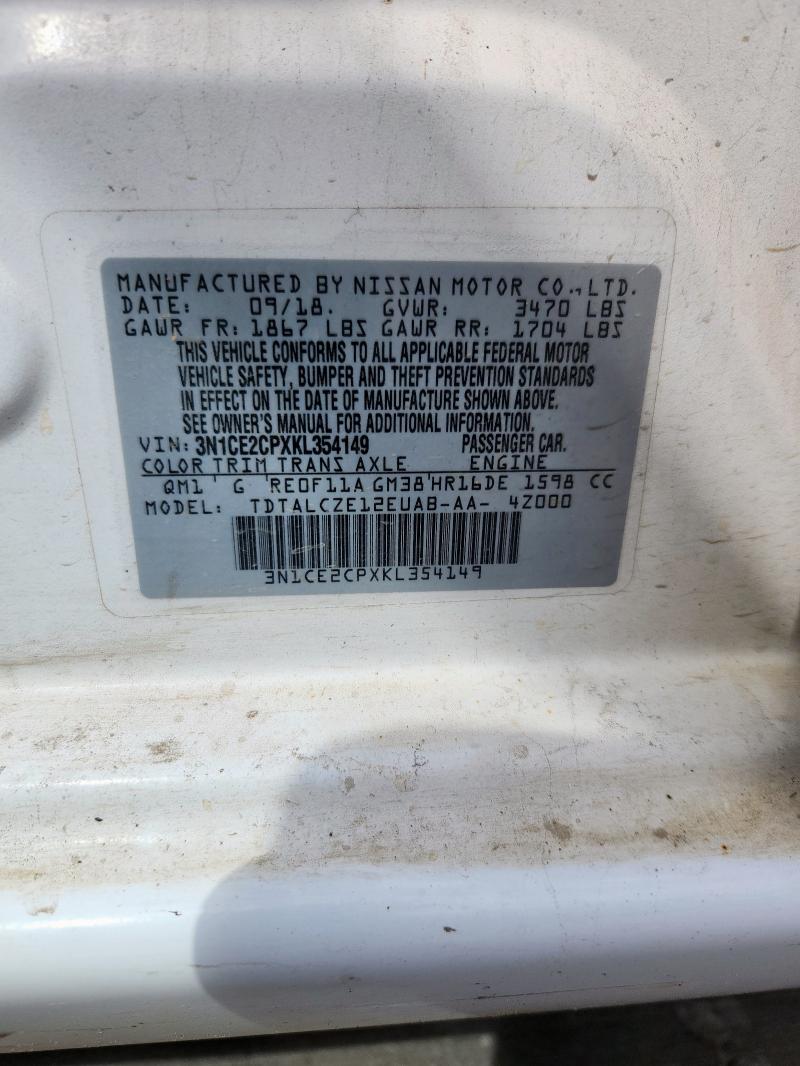 MANUFACTURED BY NISSAN MOTOR CO., LTD.
DATE: 09/18. GVWR: 3470 LBS
GAWR FR: 1867 LBS GAWR RR: 1704 LBS
THIS VEHICLE CONFORMS TO ALL APPLICABLE FEDERAL MOTOR
VEHICLE SAFETY, BUMPER AND THEFT PREVENTION STANDARDS
IN EFFECT ON THE DATE OF MANUFACTURE SHOWN ABOVE.
SEE OWNER'S MANUAL FOR ADDITIONAL INFORMATION.
VIN: 3N1CE2CPXKL354149 PASSENGER CAR.
COLOR TRIM TRANS AXLE ENGINE
QM1 G RE0F11A GM38 HR16DE 1598 CC
MODEL: TDTALCZE12EUAB-AA- 4Z000
3N1CE2CPXKL354149